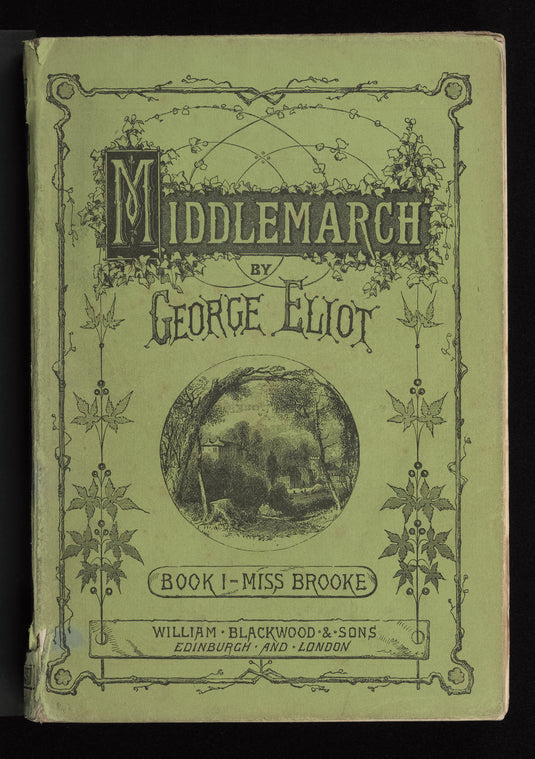 MIDDLEMARCH
BY
GEORGE ELIOT
BOOK I-MISS BROOKE
WILLIAM · BLACKWOOD · & · SONS
EDINBURGH · AND · LONDON